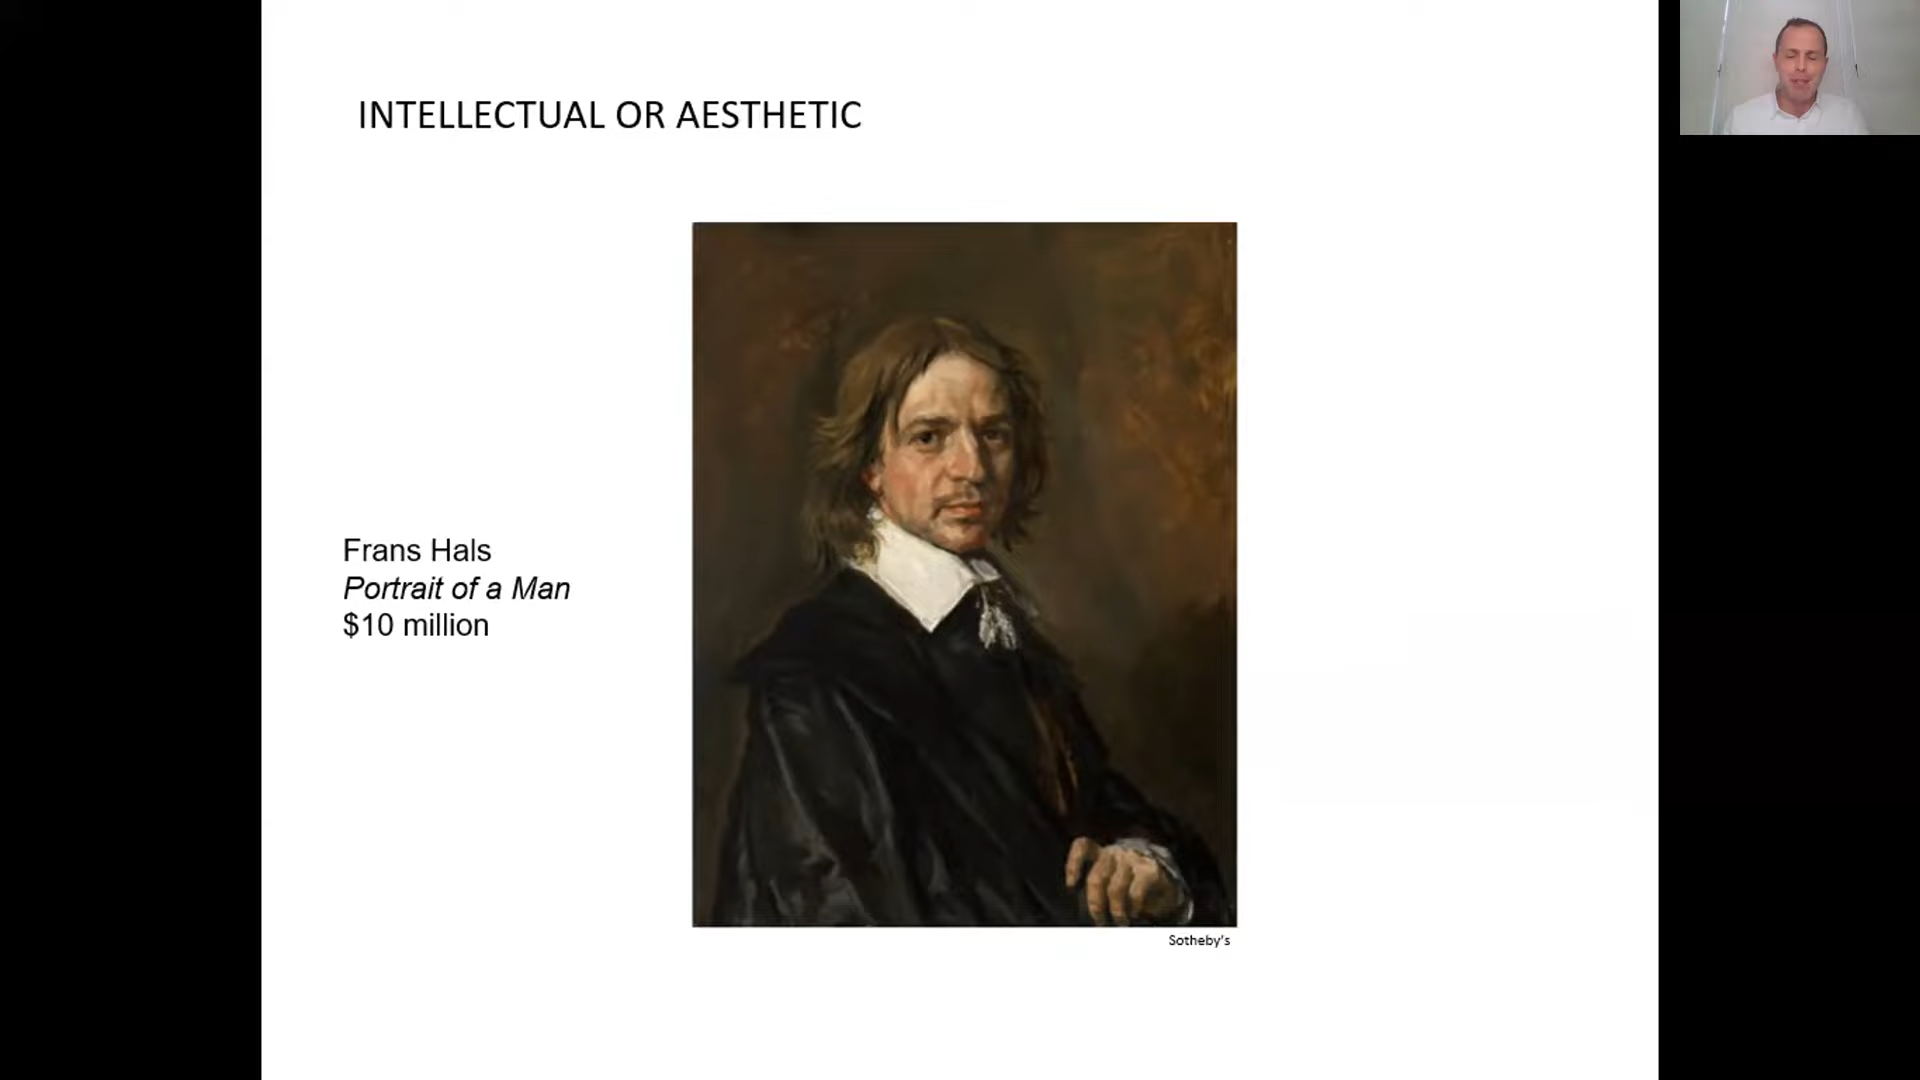 INTELLECTUAL OR AESTHETIC
Frans Hals
Portrait of a Man
$10 million
Sotheby's